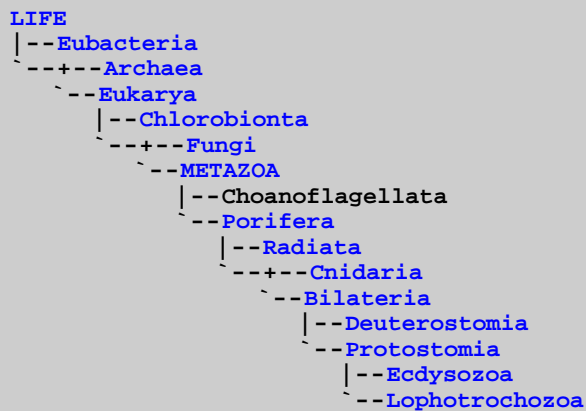 LIFE
|--Eubacteria
`--+--Archaea
   `--Eukarya
      |--Chlorobionta
      `--+--Fungi
         `--METAZOA
            |--Choanoflagellata
            `--Porifera
               |--Radiata
               `--+--Cnidaria
                  `--Bilateria
                     |--Deuterostomia
                     `--Protostomia
                        |--Ecdysozoa
                        `--Lophotrochozoa